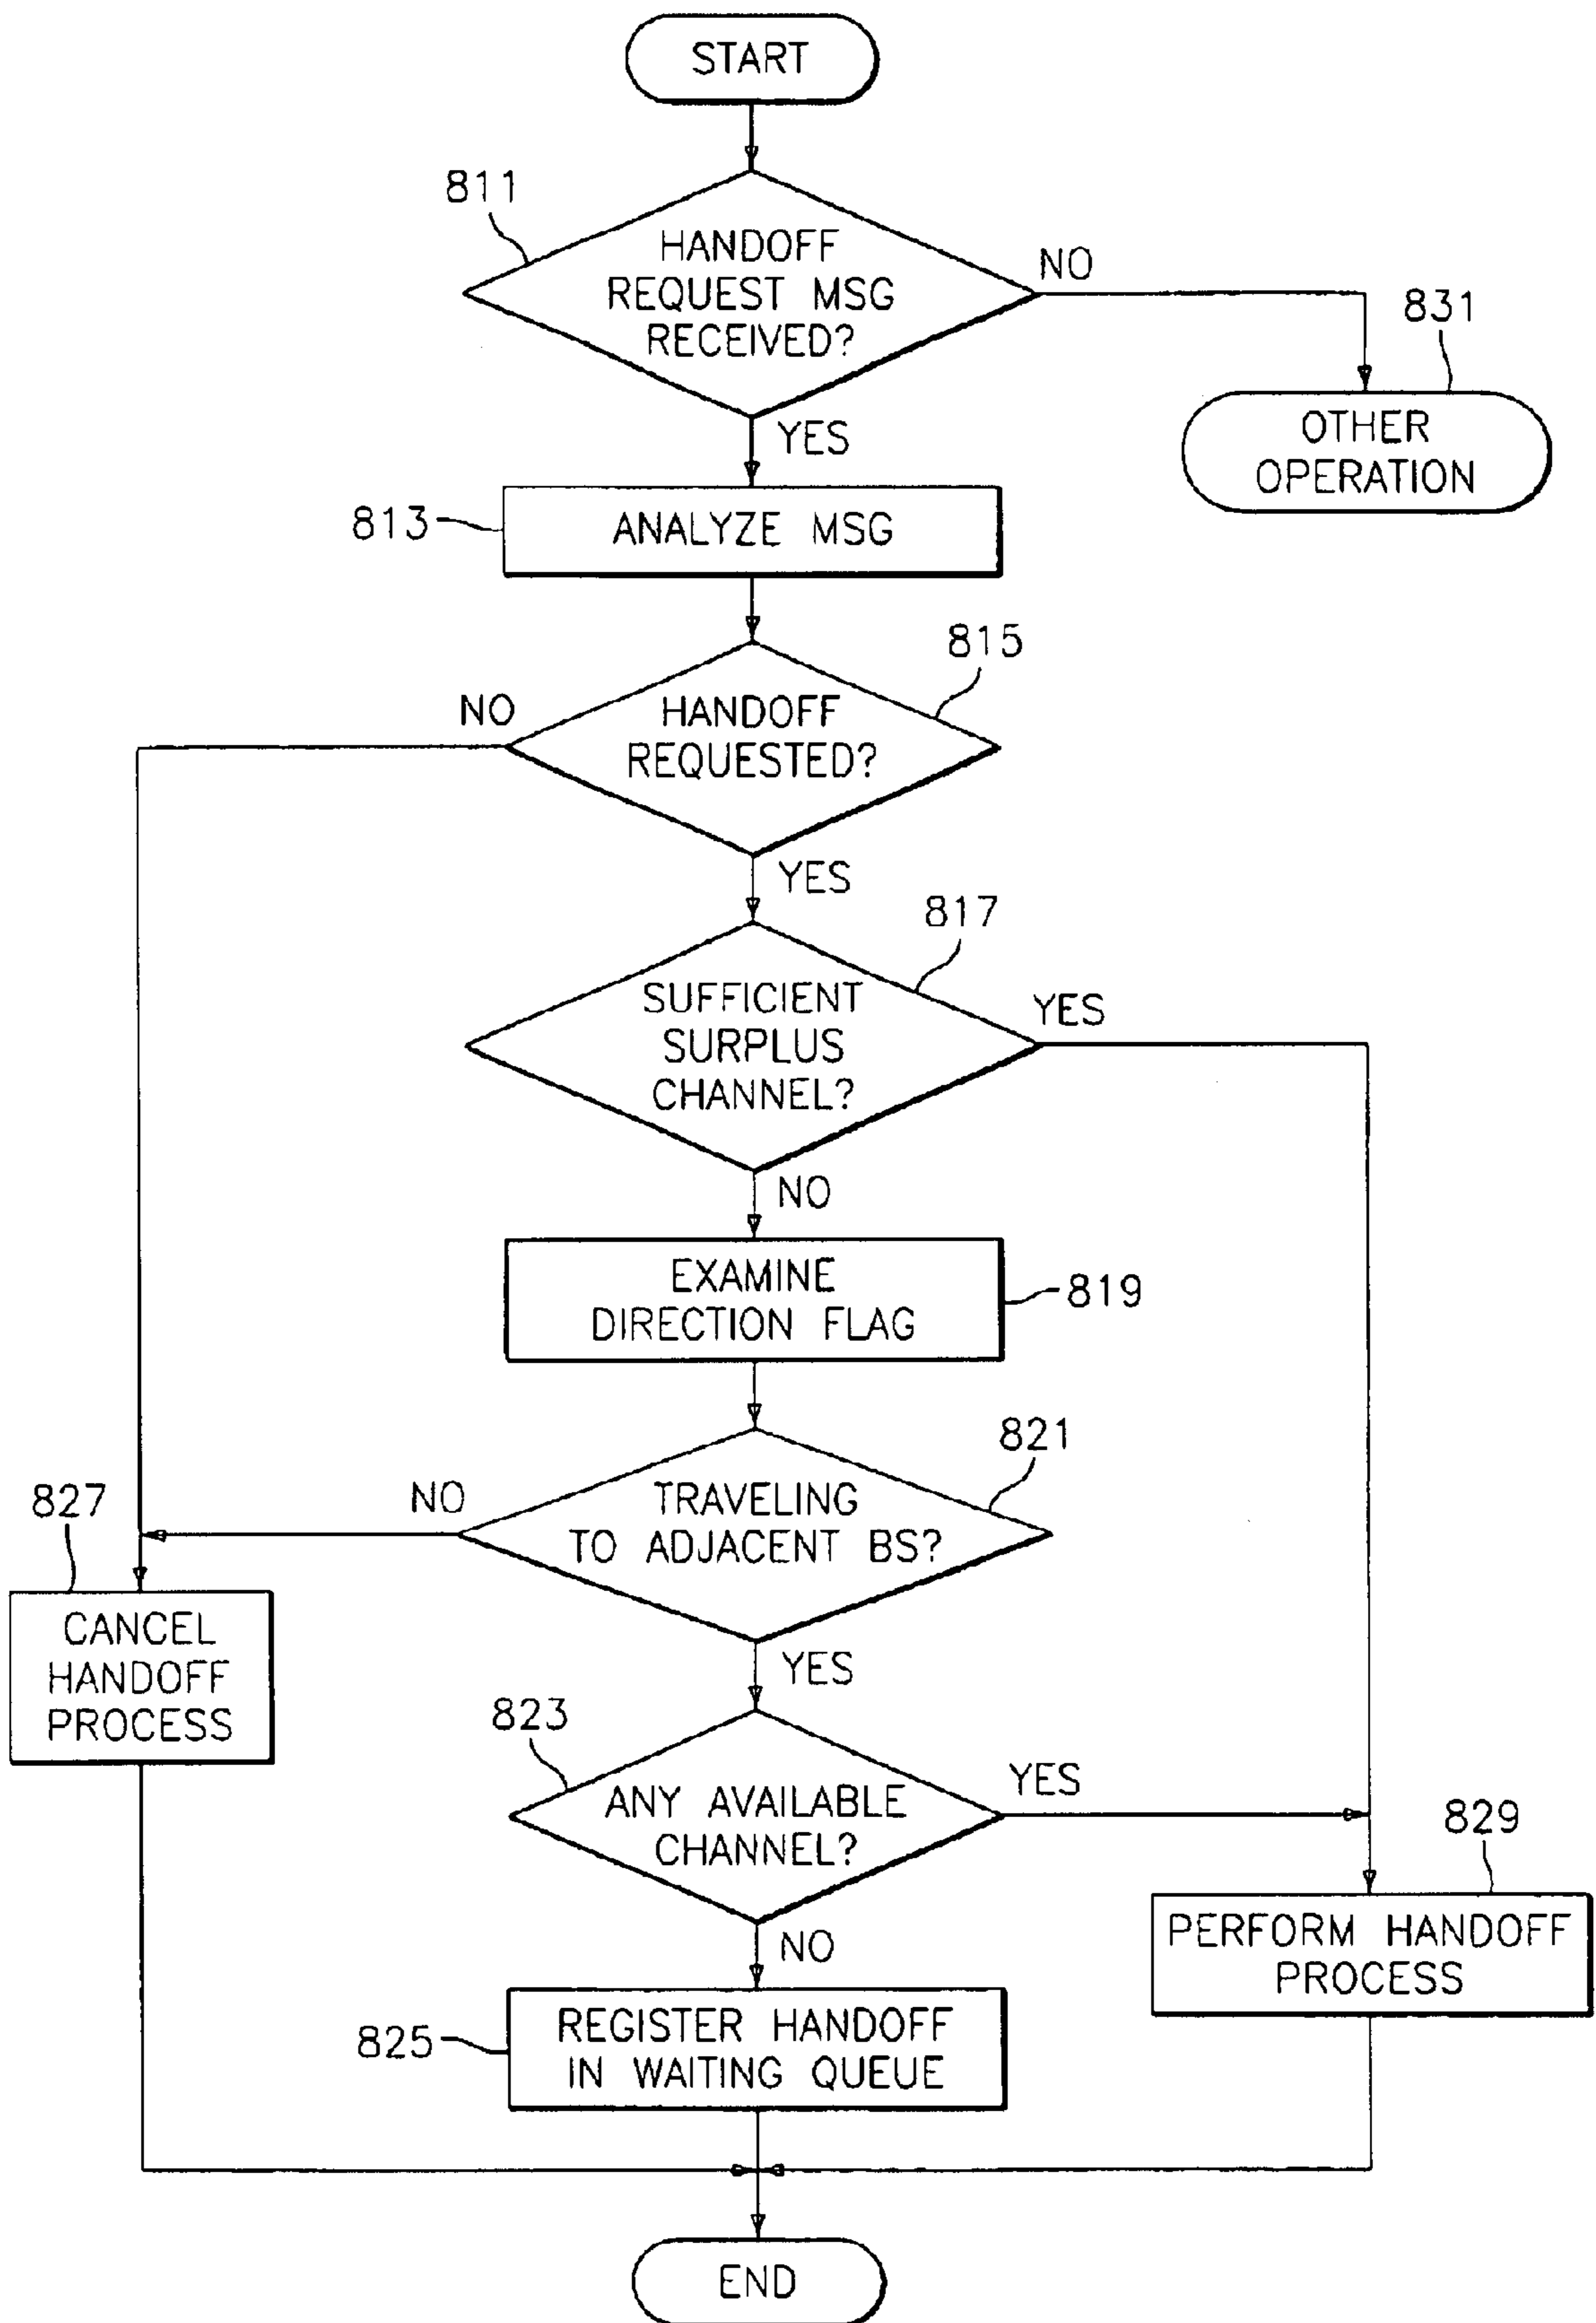 START
811
HANDOFF
REQUEST MSG
RECEIVED?
NO
831
OTHER
OPERATION
YES
813
ANALYZE MSG
815
NO
HANDOFF
REQUESTED?
YES
817
SUFFICIENT
SURPLUS
CHANNEL?
YES
NO
EXAMINE
DIRECTION FLAG
819
821
827
NO
TRAVELING
TO ADJACENT BS?
CANCEL
HANDOFF
PROCESS
YES
823
ANY AVAILABLE
CHANNEL?
YES
829
PERFORM HANDOFF
PROCESS
NO
825
REGISTER HANDOFF
IN WAITING QUEUE
END